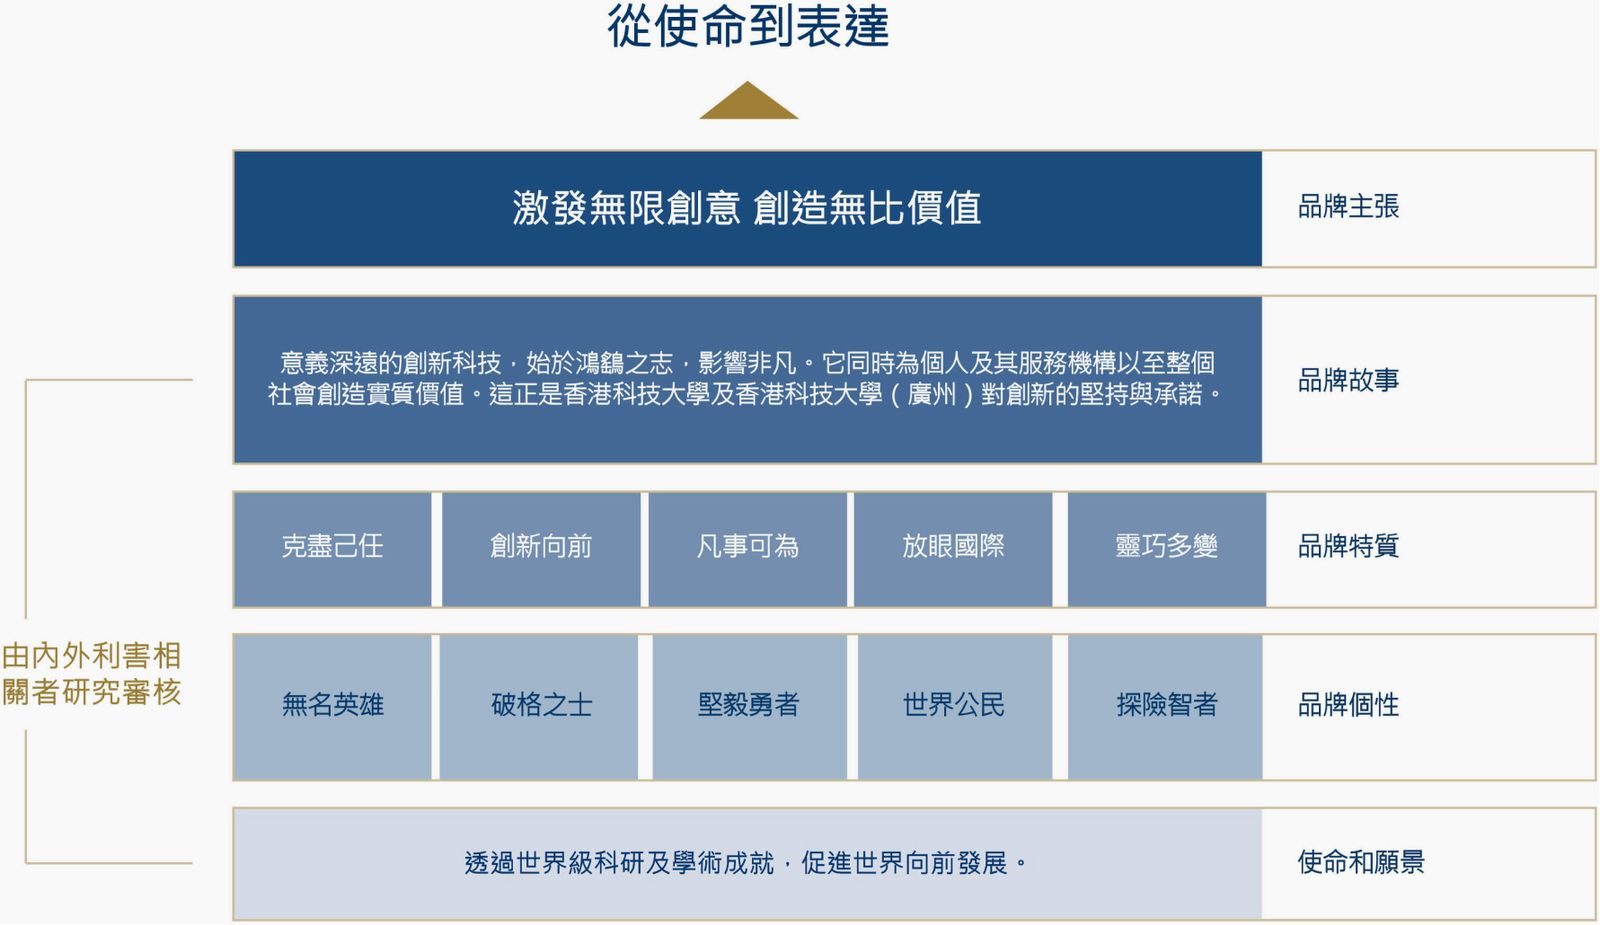 從使命到表達
激發無限創意 創造無比價值
品牌主張
意義深遠的創新科技，始於鴻鵠之志，影響非凡。它同時為個人及其服務機構以至整個
社會創造實質價值。這正是香港科技大學及香港科技大學（廣州）對創新的堅持與承諾。
品牌故事
克盡己任
創新向前
凡事可為
放眼國際
靈巧多變
品牌特質
由內外利害相
關者研究審核
無名英雄
破格之士
堅毅勇者
世界公民
探險智者
品牌個性
透過世界級科研及學術成就，促進世界向前發展。
使命和願景